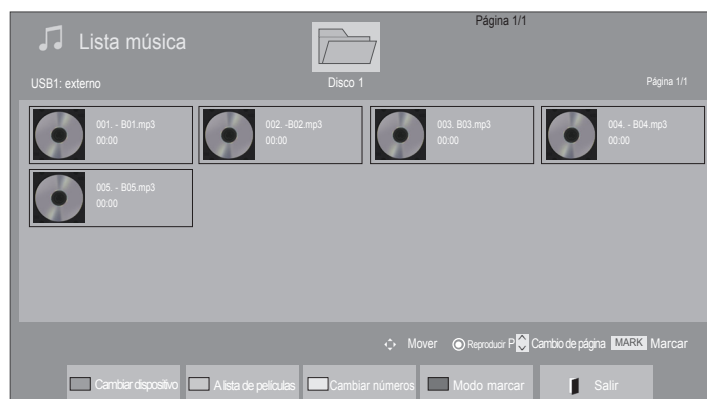 Página 1/1
Lista música
USB1: externo
Disco 1
Página 1/1
001. - B01.mp3
00:00
002. -B02.mp3
00:00
003. B03.mp3
00:00
004. - B04.mp3
00:00
005. - B05.mp3
00:00
Mover Reproducir P Cambio de página MARK Marcar
Cambiar dispositivo A lista de películas Cambiar números Modo marcar Salir